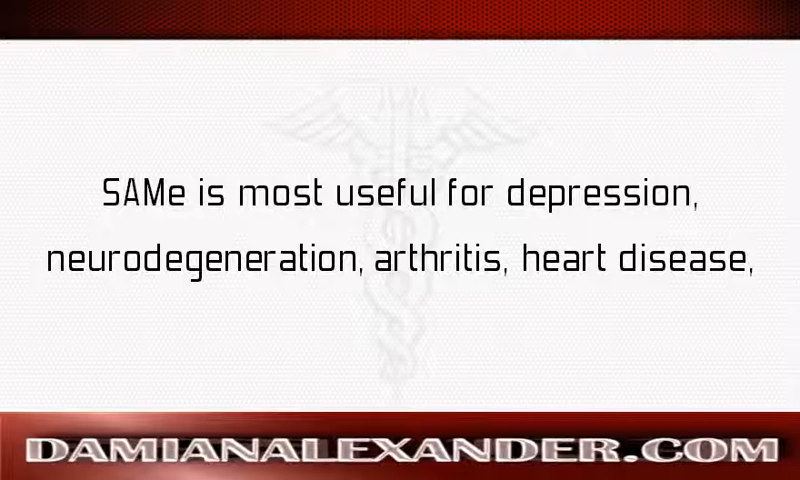 SAMe is most useful for depression,
neurodegeneration, arthritis, heart disease,
DAMIANALEXANDER.COM